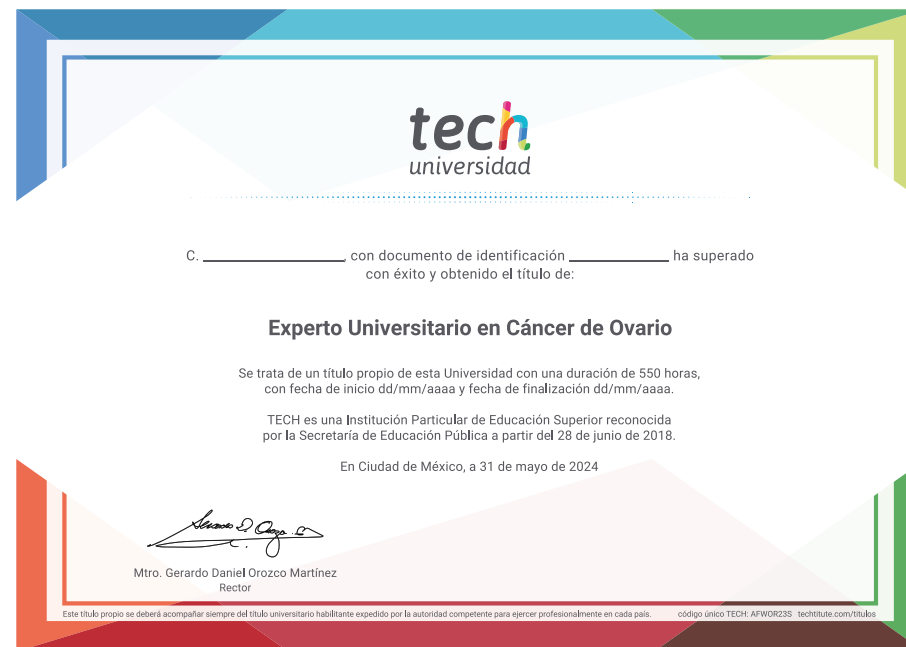 tech
universidad
C. ____________________, con documento de identificación ______________ ha superado
con éxito y obtenido el título de:
Experto Universitario en Cáncer de Ovario
Se trata de un título propio de esta Universidad con una duración de 550 horas,
con fecha de inicio dd/mm/aaaa y fecha de finalización dd/mm/aaaa.
TECH es una Institución Particular de Educación Superior reconocida
por la Secretaría de Educación Pública a partir del 28 de junio de 2018.
En Ciudad de México, a 31 de mayo de 2024
Mtro. Gerardo Daniel Orozco Martínez
Rector
Este título propio se deberá acompañar siempre del título universitario habilitante expedido por la autoridad competente para ejercer profesionalmente en cada país. código único TECH: AFWOR23S techtitute.com/titulos